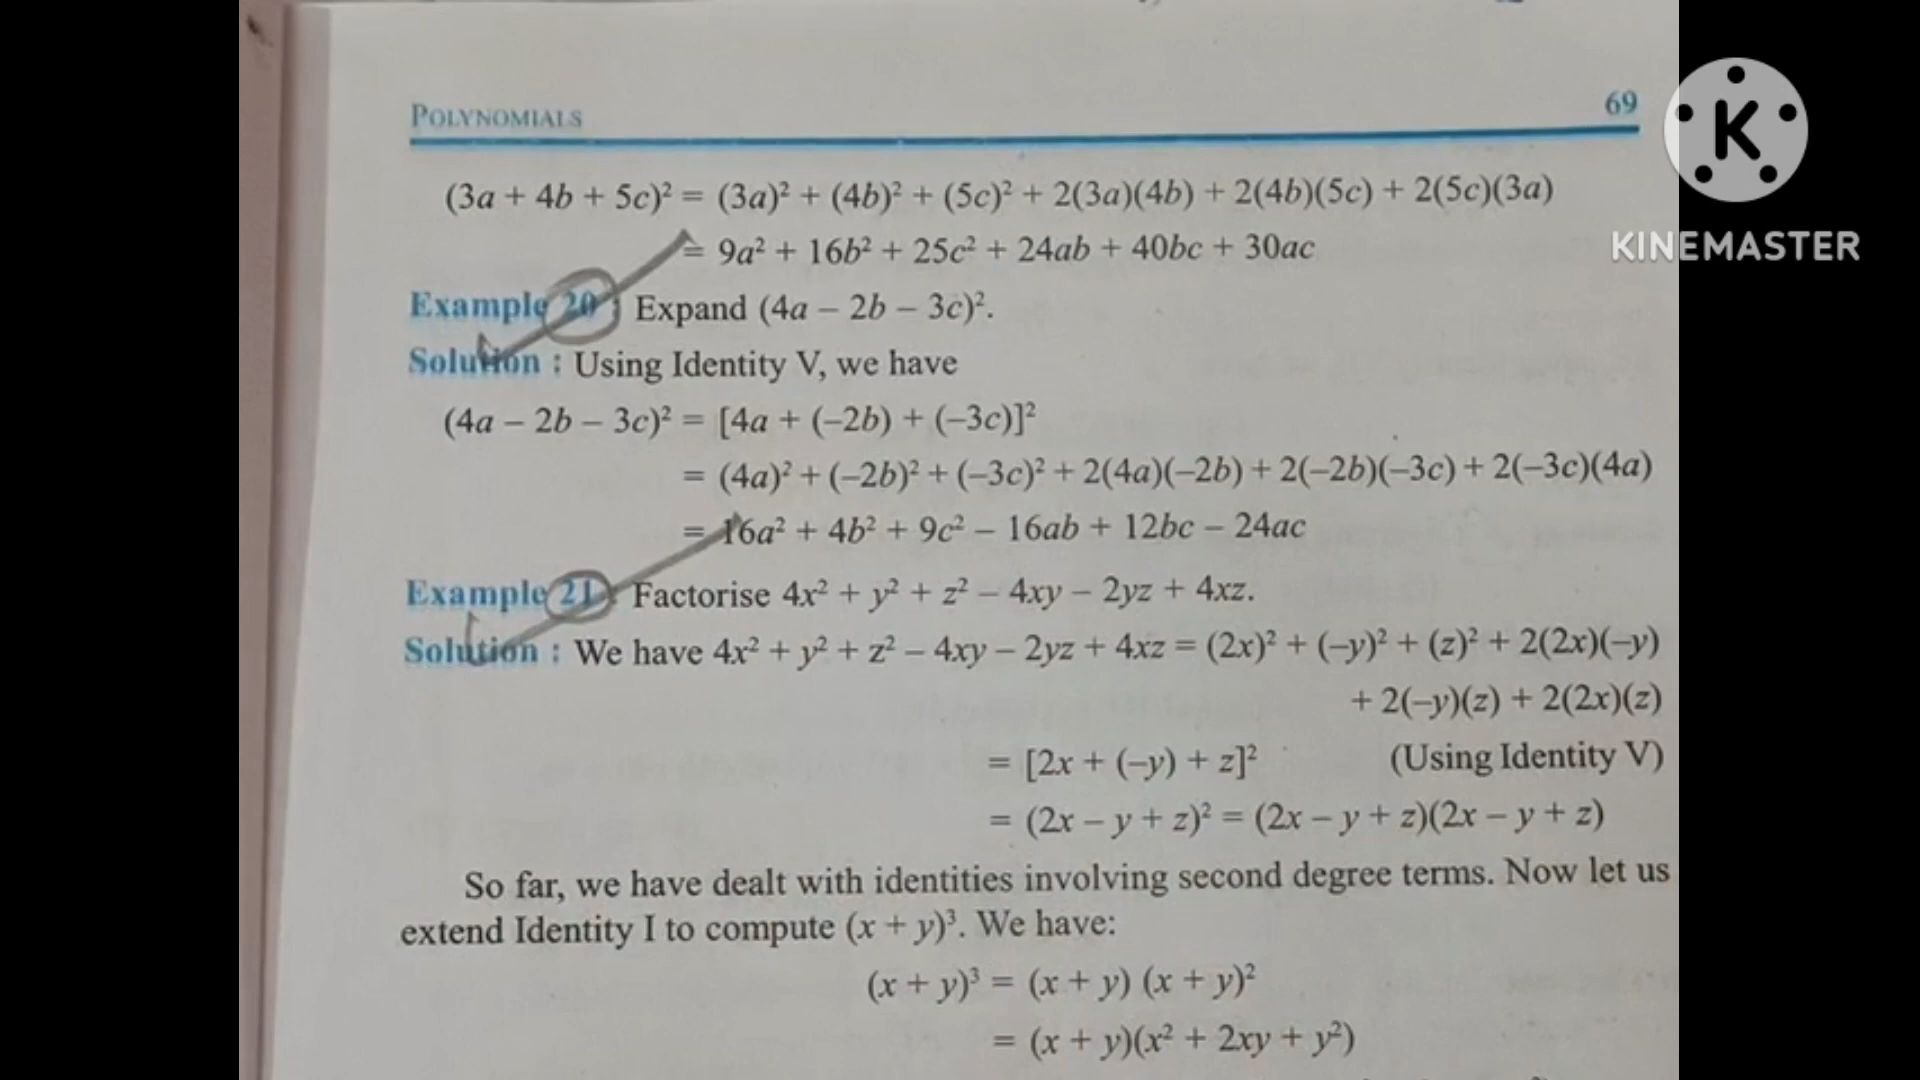 POLYNOMIALS 69
(3a + 4b + 5c)² = (3a)² + (4b)² + (5c)² + 2(3a)(4b) + 2(4b)(5c) + 2(5c)(3a)
= 9a² + 16b² + 25c² + 24ab + 40bc + 30ac
Example 20 : Expand (4a – 2b – 3c)².
Solution : Using Identity V, we have
(4a – 2b – 3c)² = [4a + (–2b) + (–3c)]²
= (4a)² + (–2b)² + (–3c)² + 2(4a)(–2b) + 2(–2b)(–3c) + 2(–3c)(4a)
= 16a² + 4b² + 9c² – 16ab + 12bc – 24ac
Example 21 : Factorise 4x² + y² + z² – 4xy – 2yz + 4xz.
Solution : We have 4x² + y² + z² – 4xy – 2yz + 4xz = (2x)² + (–y)² + (z)² + 2(2x)(–y)
+ 2(–y)(z) + 2(2x)(z)
= [2x + (–y) + z]² (Using Identity V)
= (2x – y + z)² = (2x – y + z)(2x – y + z)
So far, we have dealt with identities involving second degree terms. Now let us
extend Identity I to compute (x + y)³. We have:
(x + y)³ = (x + y) (x + y)²
= (x + y)(x² + 2xy + y²)
K
KINEMASTER